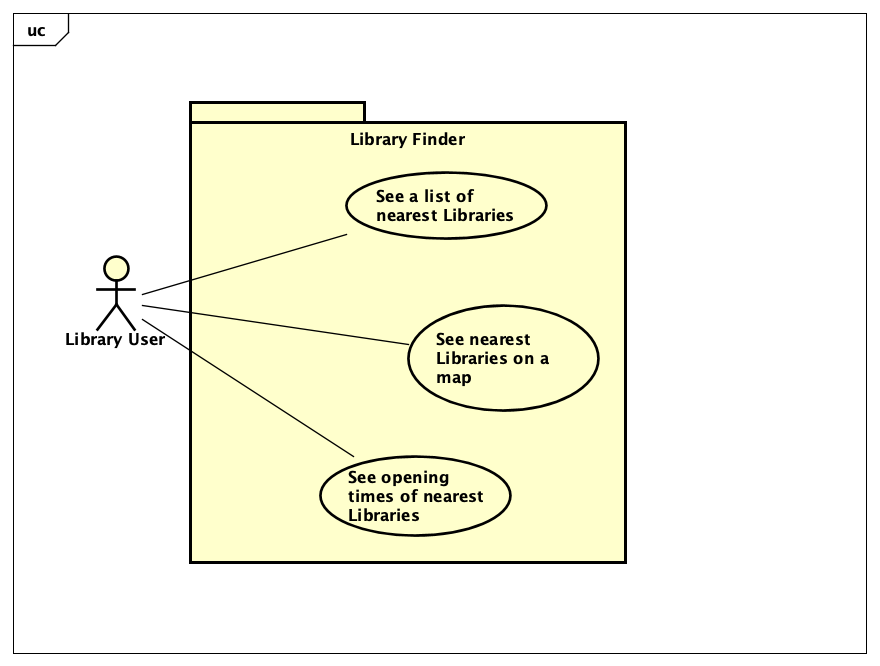 uc
Library Finder
See a list of
nearest Libraries
Library User
See nearest
Libraries on a
map
See opening
times of nearest
Libraries